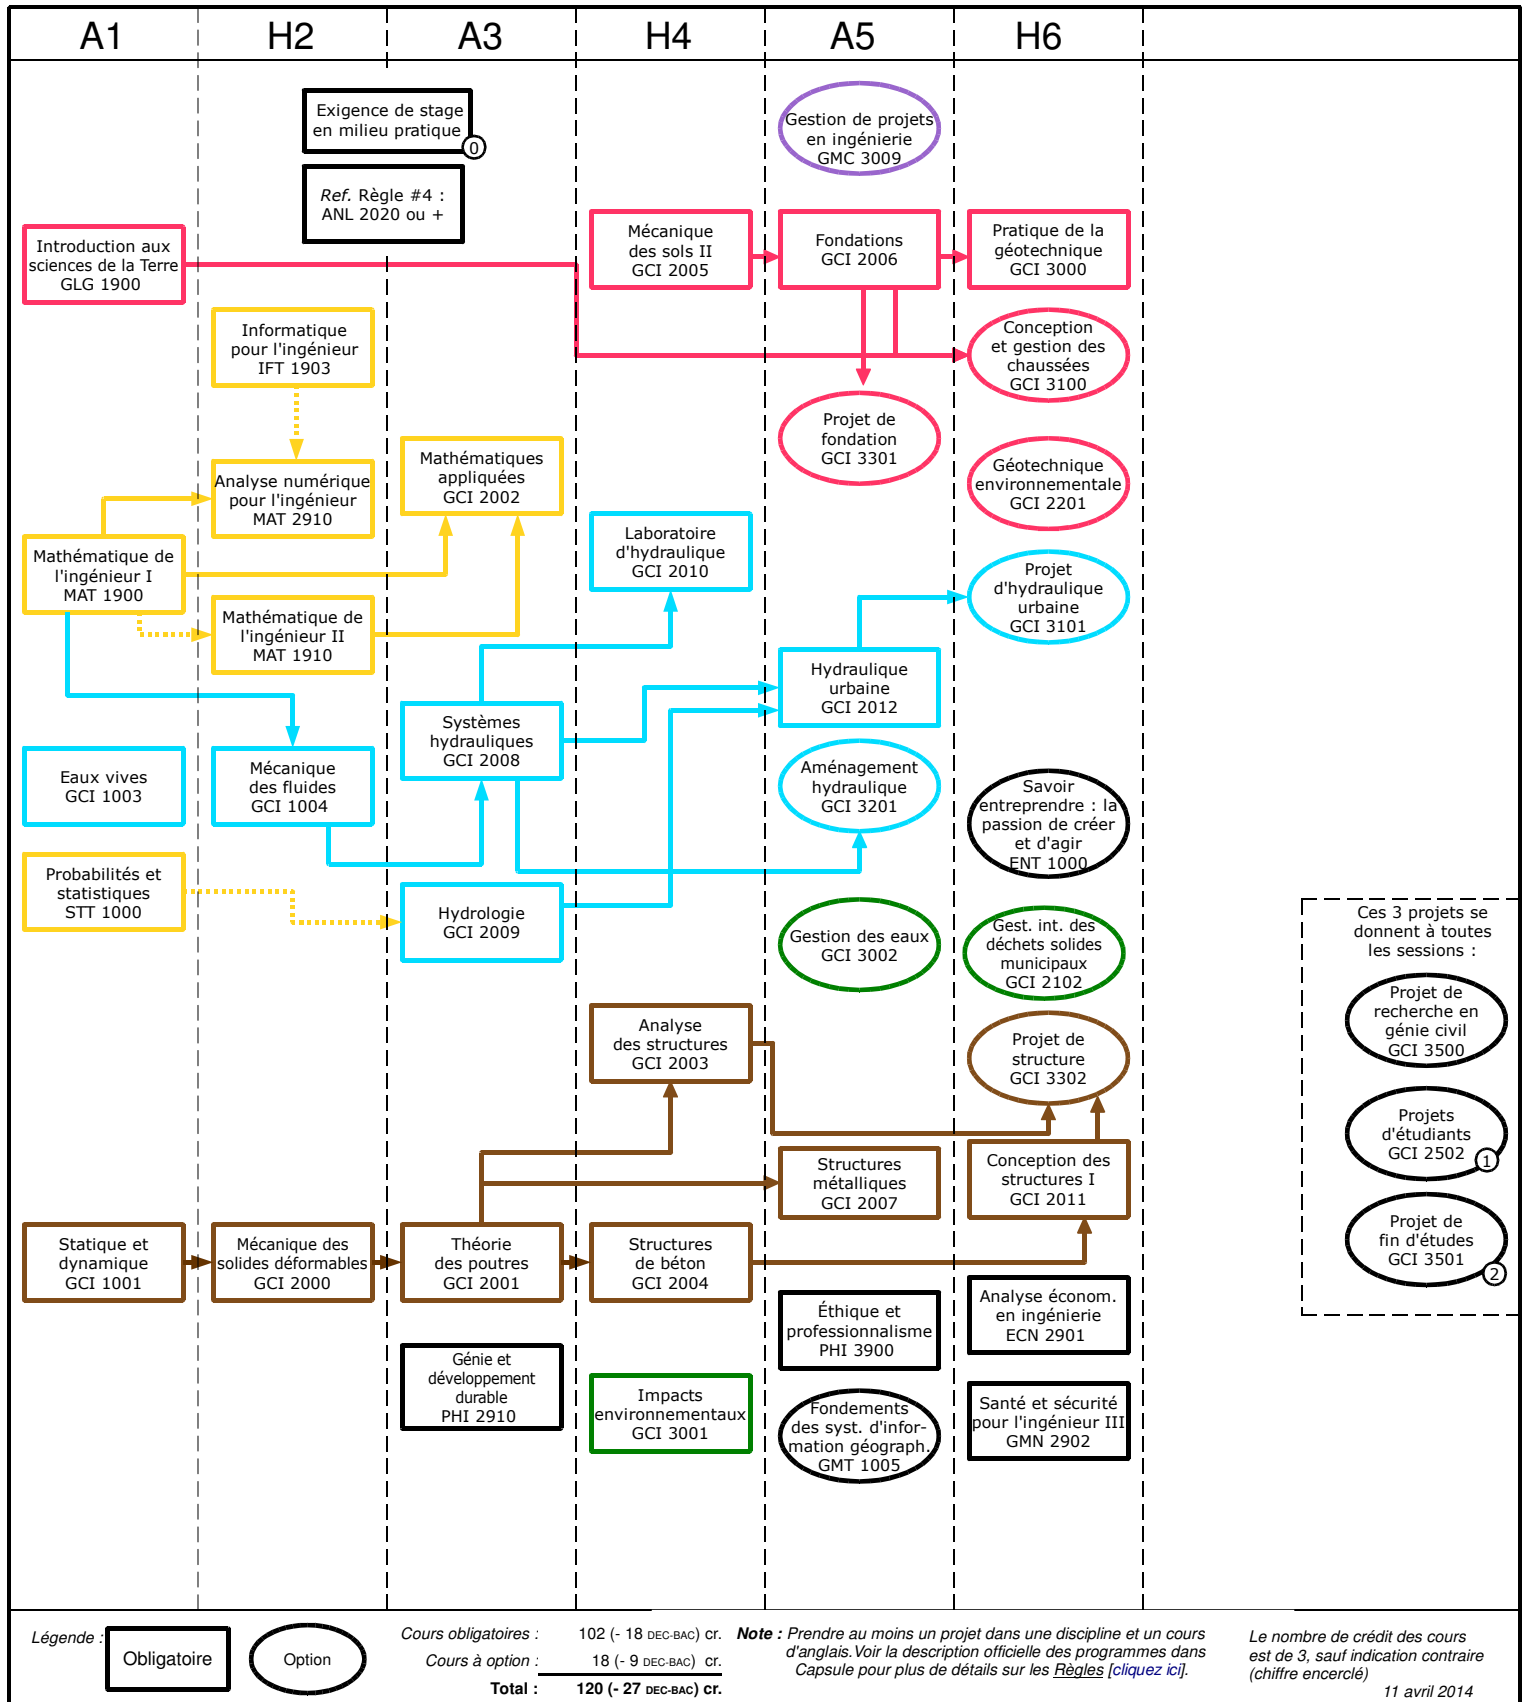 A1
H2
A3
H4
A5
H6
Exigence de stage
en milieu pratique
0
Ref. Règle #4 :
ANL 2020 ou +
Gestion de projets
en ingénierie
GMC 3009
Introduction aux
sciences de la Terre
GLG 1900
Mécanique
des sols II
GCI 2005
Fondations
GCI 2006
Pratique de la
géotechnique
GCI 3000
Informatique
pour l'ingénieur
IFT 1903
Conception
et gestion des
chaussées
GCI 3100
Projet de
fondation
GCI 3301
Mathématiques
appliquées
GCI 2002
Analyse numérique
pour l'ingénieur
MAT 2910
Géotechnique
environnementale
GCI 2201
Mathématique de
l'ingénieur I
MAT 1900
Laboratoire
d'hydraulique
GCI 2010
Projet
d'hydraulique
urbaine
GCI 3101
Mathématique de
l'ingénieur II
MAT 1910
Hydraulique
urbaine
GCI 2012
Systèmes
hydrauliques
GCI 2008
Eaux vives
GCI 1003
Mécanique
des fluides
GCI 1004
Aménagement
hydraulique
GCI 3201
Savoir
entreprendre : la
passion de créer
et d'agir
ENT 1000
Probabilités et
statistiques
STT 1000
Hydrologie
GCI 2009
Gestion des eaux
GCI 3002
Gest. int. des
déchets solides
municipaux
GCI 2102
Ces 3 projets se
donnent à toutes
les sessions :
Projet de
recherche en
génie civil
GCI 3500
Projets
d'étudiants
GCI 2502
1
Projet de
fin d'études
GCI 3501
2
Analyse
des structures
GCI 2003
Projet de
structure
GCI 3302
Structures
métalliques
GCI 2007
Conception des
structures I
GCI 2011
Statique et
dynamique
GCI 1001
Mécanique des
solides déformables
GCI 2000
Théorie
des poutres
GCI 2001
Structures
de béton
GCI 2004
Éthique et
professionnalisme
PHI 3900
Analyse économ.
en ingénierie
ECN 2901
Génie et
développement
durable
PHI 2910
Impacts
environnementaux
GCI 3001
Fondements
des syst. d'infor-
mation géograph.
GMT 1005
Santé et sécurité
pour l'ingénieur III
GMN 2902
Légende :
Obligatoire
Option
Cours obligatoires : 102 (- 18 DEC-BAC) cr.
Cours à option : 18 (- 9 DEC-BAC) cr.
Total : 120 (- 27 DEC-BAC) cr.
Note : Prendre au moins un projet dans une discipline et un cours
d'anglais.Voir la description officielle des programmes dans
Capsule pour plus de détails sur les Règles [cliquez ici].
Le nombre de crédit des cours
est de 3, sauf indication contraire
(chiffre encerclé)
11 avril 2014